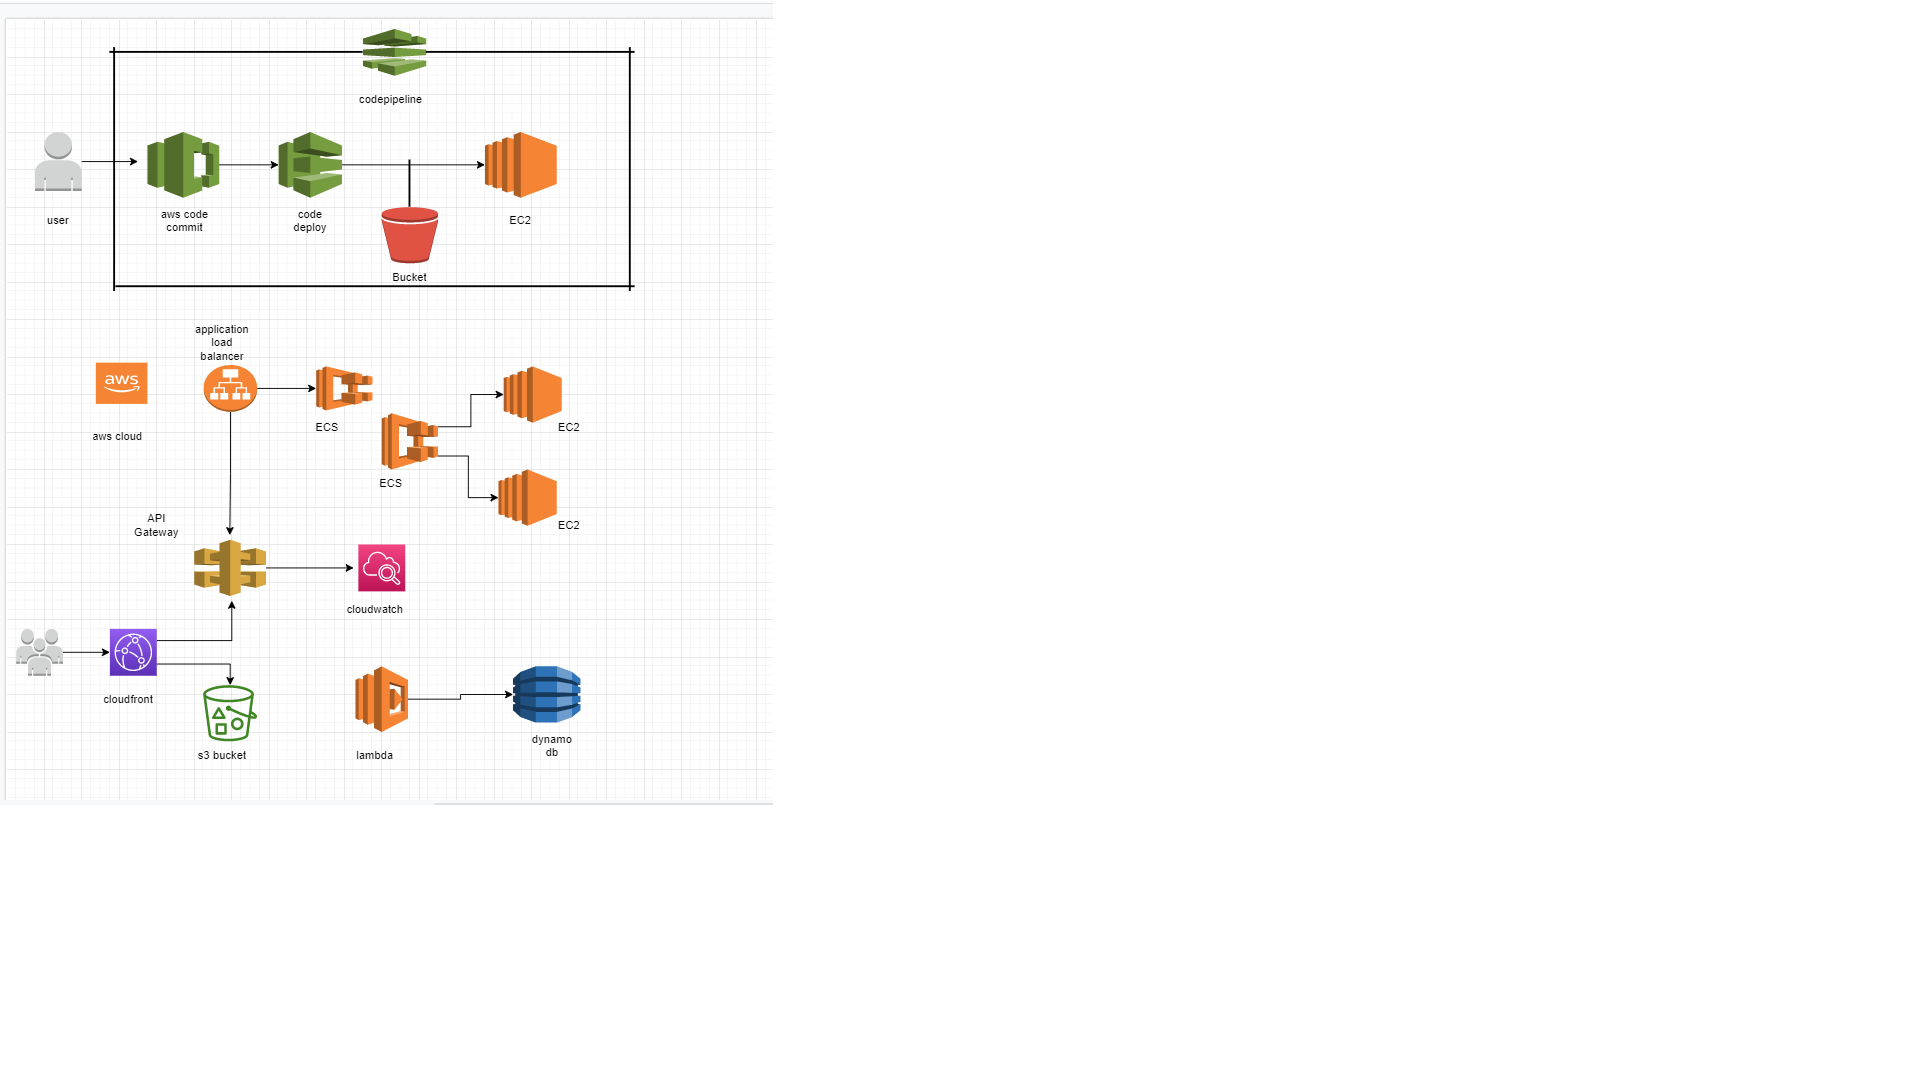 codepipeline
user
aws code
commit
code
deploy
EC2
Bucket
application
load
balancer
aws
aws cloud
ECS
EC2
ECS
EC2
API
Gateway
cloudwatch
cloudfront
s3 bucket
lambda
dynamo
db